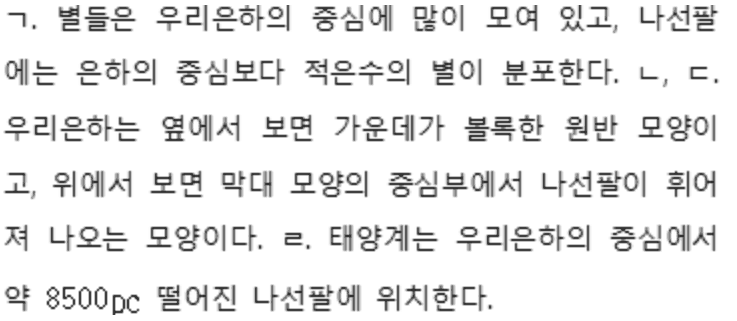 ㄱ. 별들은 우리은하의 중심에 많이 모여 있고, 나선팔
에는 은하의 중심보다 적은수의 별이 분포한다. ㄴ, ㄷ.
우리은하는 옆에서 보면 가운데가 볼록한 원반 모양이
고, 위에서 보면 막대 모양의 중심부에서 나선팔이 휘어
져 나오는 모양이다. ㄹ. 태양계는 우리은하의 중심에서
약 8500pc 떨어진 나선팔에 위치한다.